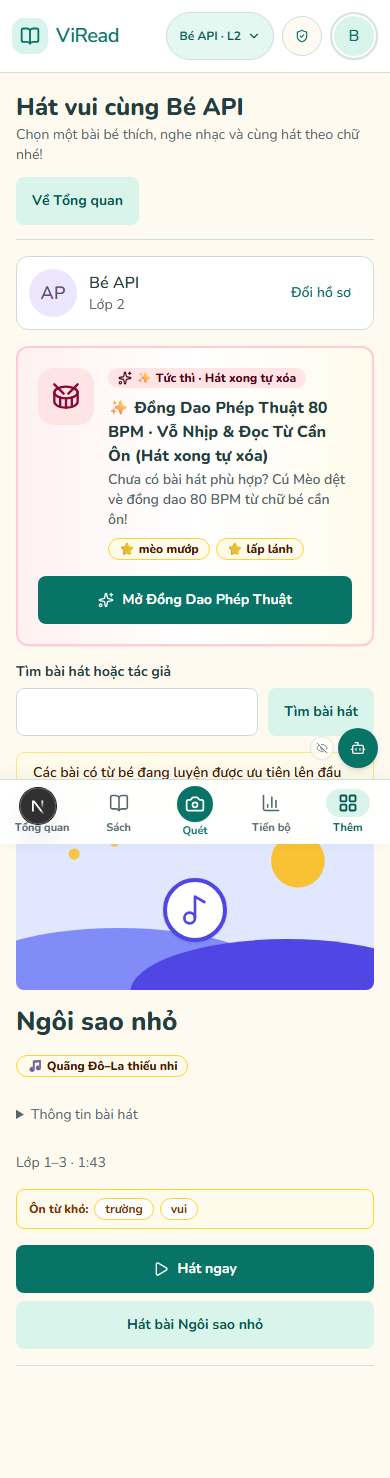 ViRead
Bé API · L2
B
Hát vui cùng Bé API
Chọn một bài bé thích, nghe nhạc và cùng hát theo chữ
nhé!
Về Tổng quan
AP
Bé API
Lớp 2
Đổi hồ sơ
Tức thì · Hát xong tự xóa
Đồng Dao Phép Thuật 80
BPM · Vỗ Nhịp & Đọc Từ Cần
Ôn (Hát xong tự xóa)
Chưa có bài hát phù hợp? Cú Mèo dệt
vè đồng dao 80 BPM từ chữ bé cần
ôn!
mèo mướp
lấp lánh
Mở Đồng Dao Phép Thuật
Tìm bài hát hoặc tác giả
Tìm bài hát
Các bài có từ bé đang luyện được ưu tiên lên đầu
N
Tổng quan
Sách
Quét
Tiến bộ
Thêm
Ngôi sao nhỏ
Quãng Đô–La thiếu nhi
Thông tin bài hát
Lớp 1–3 · 1:43
Ôn từ khó:
trường
vui
Hát ngay
Hát bài Ngôi sao nhỏ